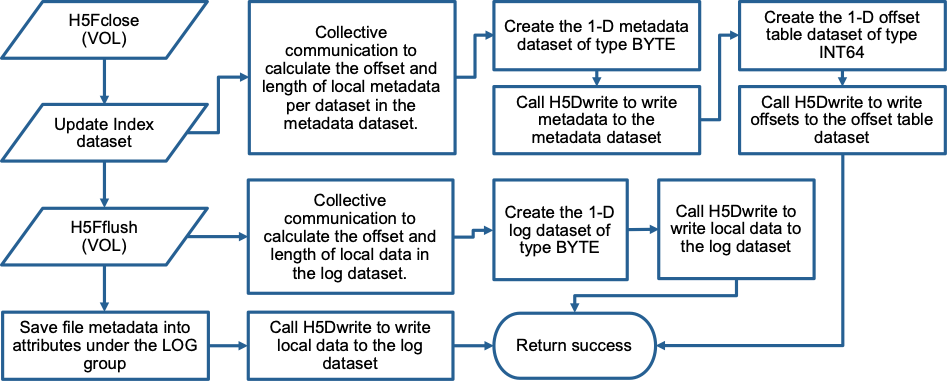 H5Fclose
(VOL)
Collective
communication to
calculate the offset and
length of local metadata
per dataset in the
metadata dataset.
Create the 1-D metadata
dataset of type BYTE
Create the 1-D offset
table dataset of type
INT64
Update Index
dataset
Call H5Dwrite to write
metadata to the
metadata dataset
Call H5Dwrite to write
offsets to the offset table
dataset
H5Fflush
(VOL)
Collective
communication to
calculate the offset and
length of local data in
the log dataset.
Create the 1-D
log dataset of
type BYTE
Call H5Dwrite to
write local data to
the log dataset
Save file metadata into
attributes under the LOG
group
Call H5Dwrite to write
local data to the log
dataset
Return success